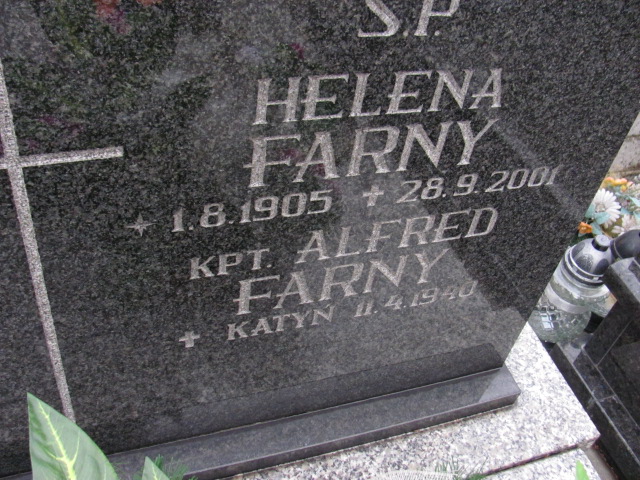 Ś.P.
HELENA
FARNY
1.8.1905 ✝ 28.9.2001
KPT. ALFRED
FARNY
✝ KATYŃ 11.4.1940